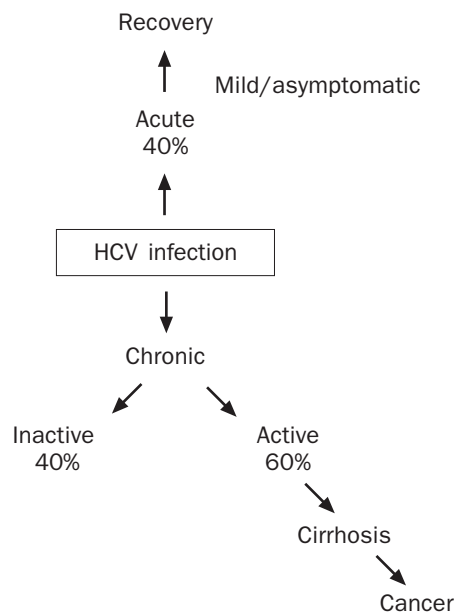 Recovery
Mild/asymptomatic
Acute
40%
HCV infection
Chronic
Inactive
40%
Active
60%
Cirrhosis
Cancer